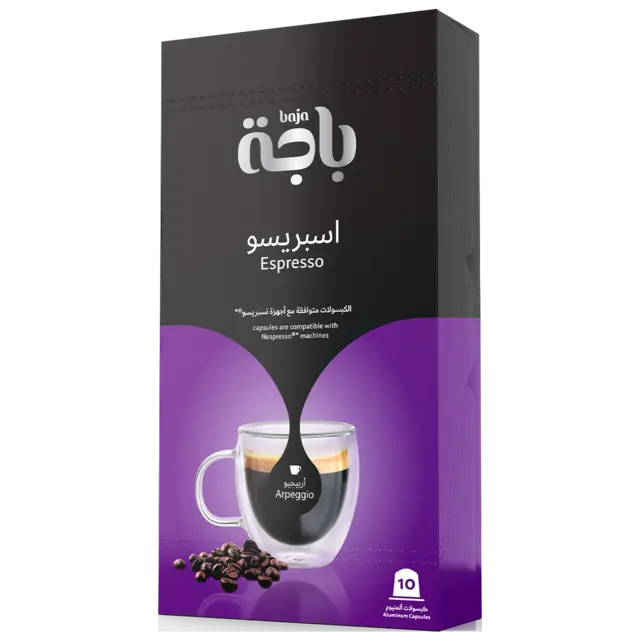 baja
باجة
اسبريسو
Espresso
الكبسولات متوافقة مع أجهزة نسبريسو®*
capsules are compatible with
Nespresso®* machines
أربيجيو
Arpeggio
10
كبسولات ألمنيوم
Aluminum Capsules